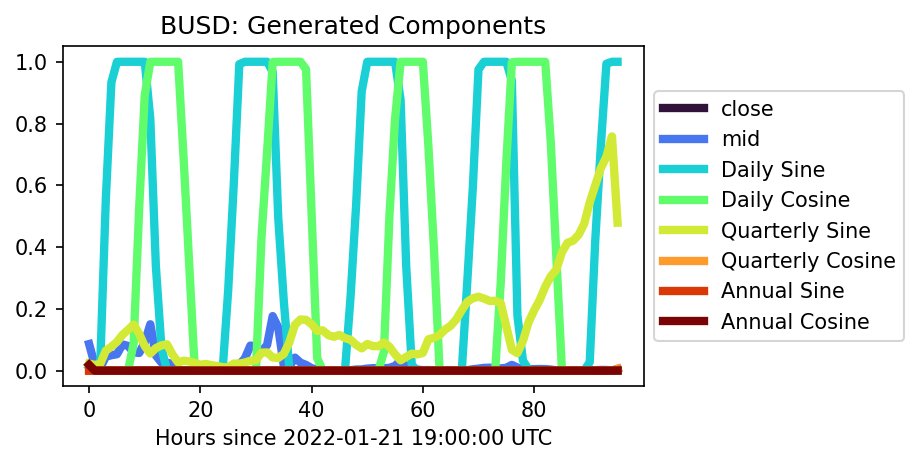 BUSD: Generated Components
1.0
0.8
0.6
0.4
0.2
0.0
0
20
40
60
80
Hours since 2022-01-21 19:00:00 UTC
close
mid
Daily Sine
Daily Cosine
Quarterly Sine
Quarterly Cosine
Annual Sine
Annual Cosine